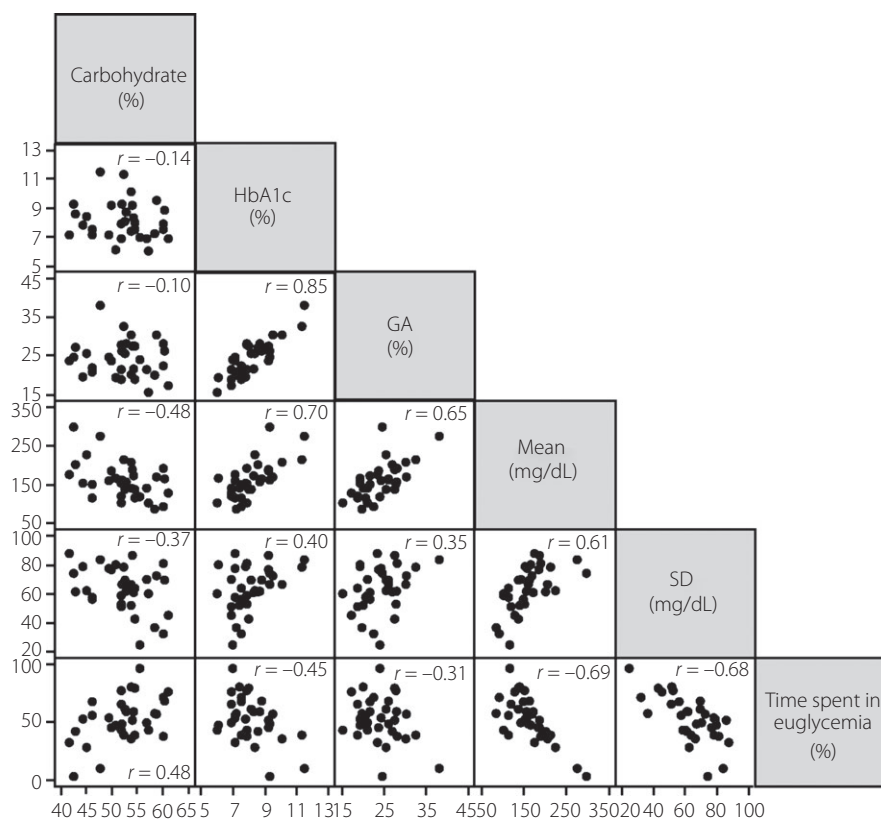 Carbohydrate
(%)
13
11
9
7
5
r = −0.14
HbA1c
(%)
45
35
25
15
r = −0.10
r = 0.85
GA
(%)
350
250
150
50
r = −0.48
r = 0.70
r = 0.65
Mean
(mg/dL)
100
80
60
40
20
r = −0.37
r = 0.40
r = 0.35
r = 0.61
SD
(mg/dL)
100
50
0
r = 0.48
r = −0.45
r = −0.31
r = −0.69
r = −0.68
Time spent in
euglycemia
(%)
40 45 50 55 60 65 5 7 9 11 13 15 25 35 45 50 150 250 350 20 40 60 80 100